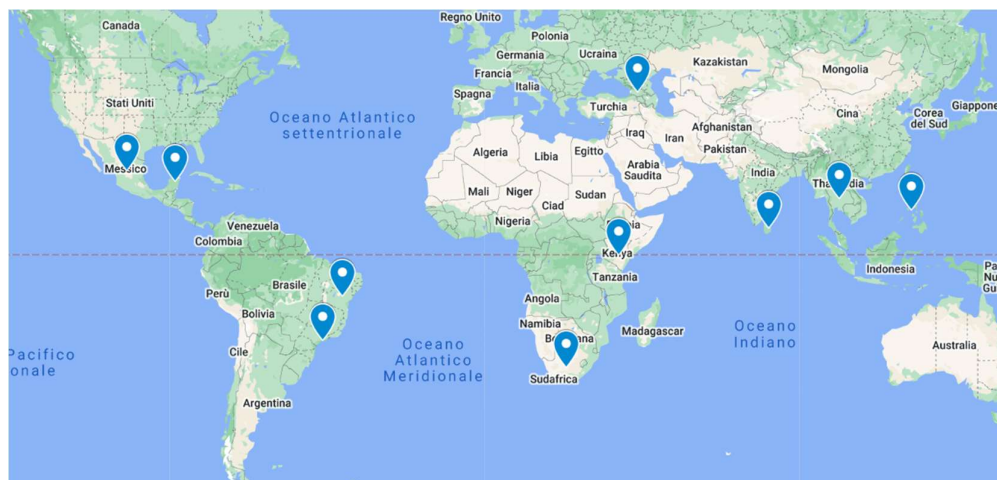 Canada
Regno Unito
Polonia
Germania
Ucraina
Kazakistan
Mongolia
Francia
Italia
Spagna
Stati Uniti
Turchia
Oceano Atlantico
settentrionale
Cina
Corea
del Sud
Giappone
Iraq
Iran
Afghanistan
Pakistan
Algeria
Libia
Egitto
Arabia
Saudita
India
Messico
Mali
Niger
Ciad
Sudan
Nigeria
Venezuela
Colombia
Kenya
Tanzania
Indonesia
Perù
Brasile
Bolivia
Angola
Namibia
Madagascar
Oceano
Indiano
Pacifico
onale
Cile
Oceano
Atlantico
Meridionale
Australia
Sudafrica
Argentina